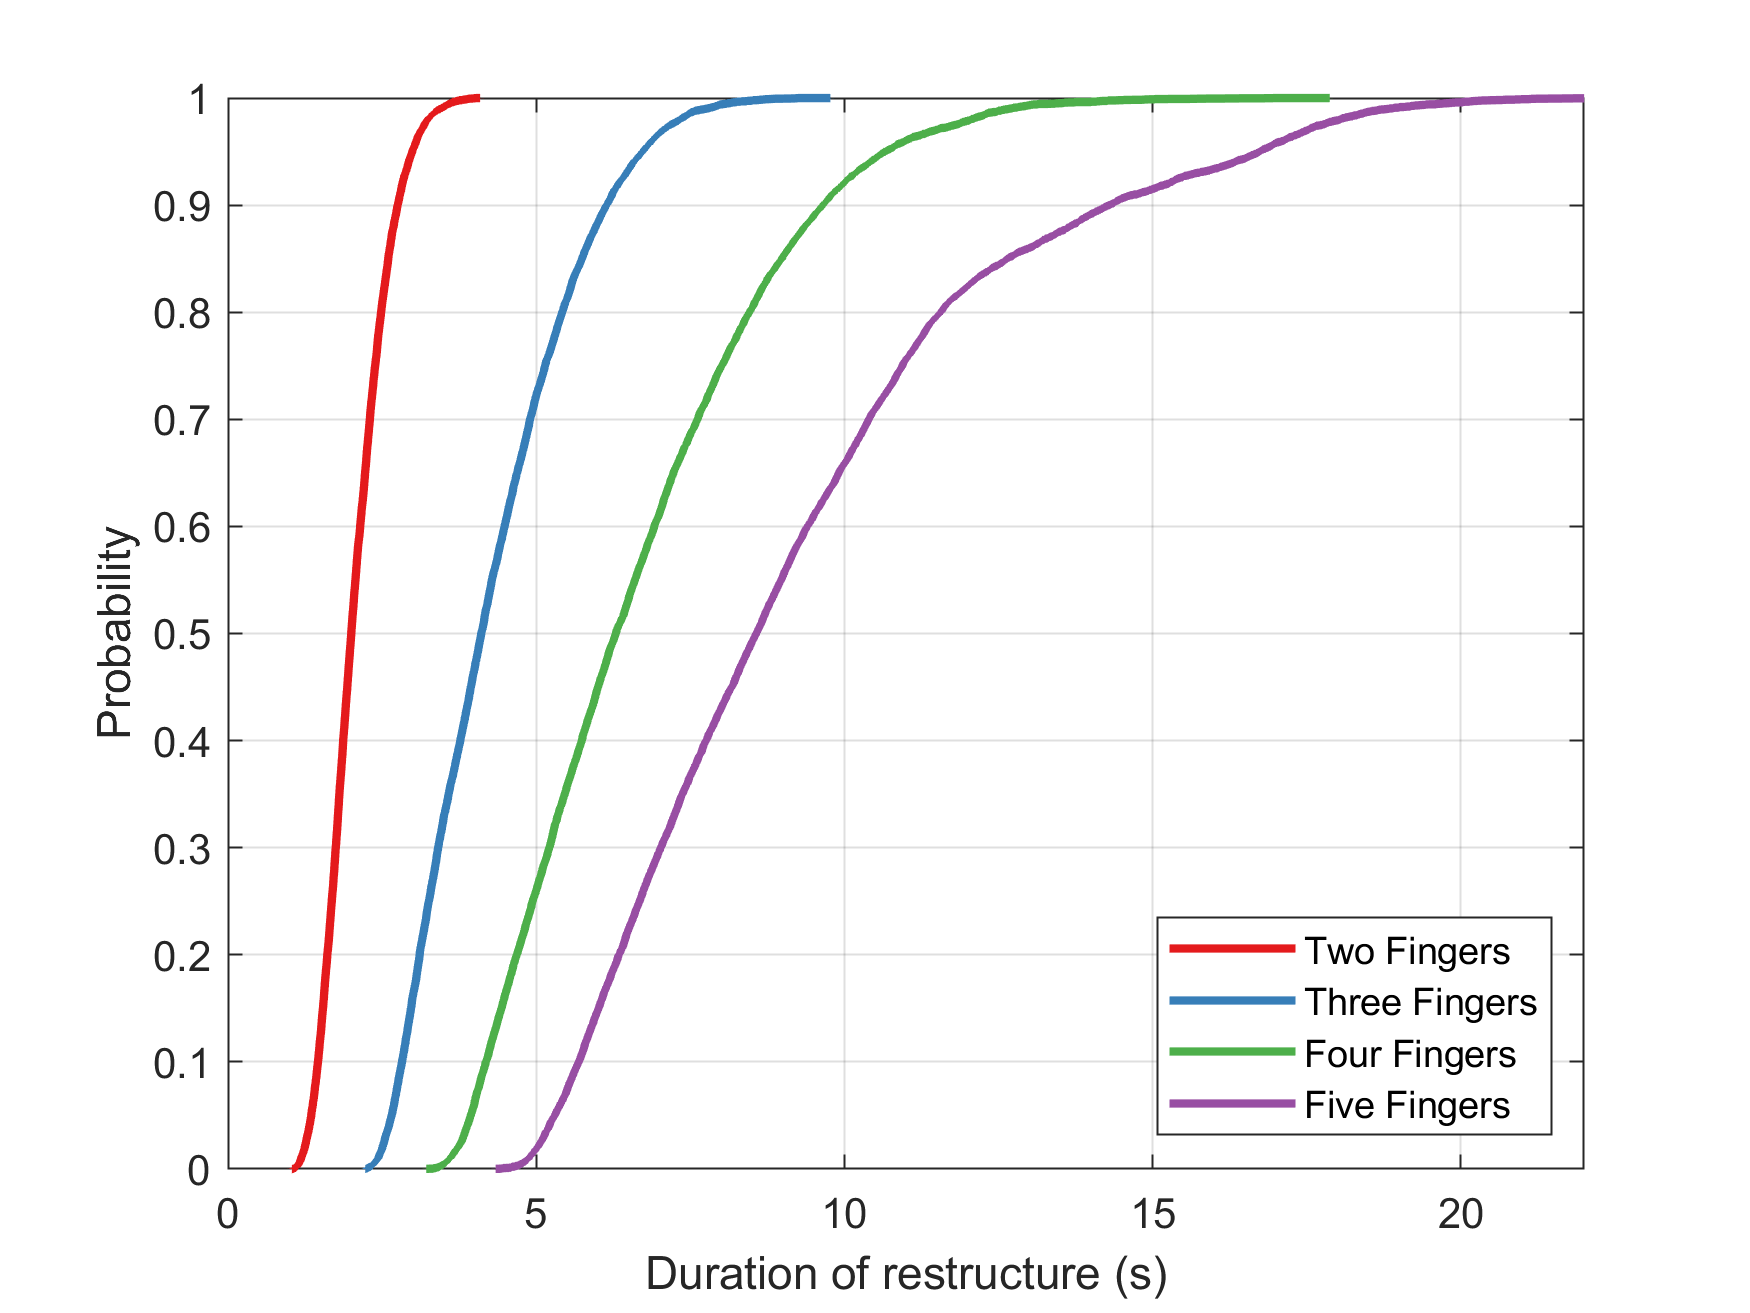 1
0.9
0.8
0.7
0.6
0.5
0.4
0.3
0.2
0.1
0
Probability
0 5 10 15 20
Duration of restructure (s)
Two Fingers
Three Fingers
Four Fingers
Five Fingers